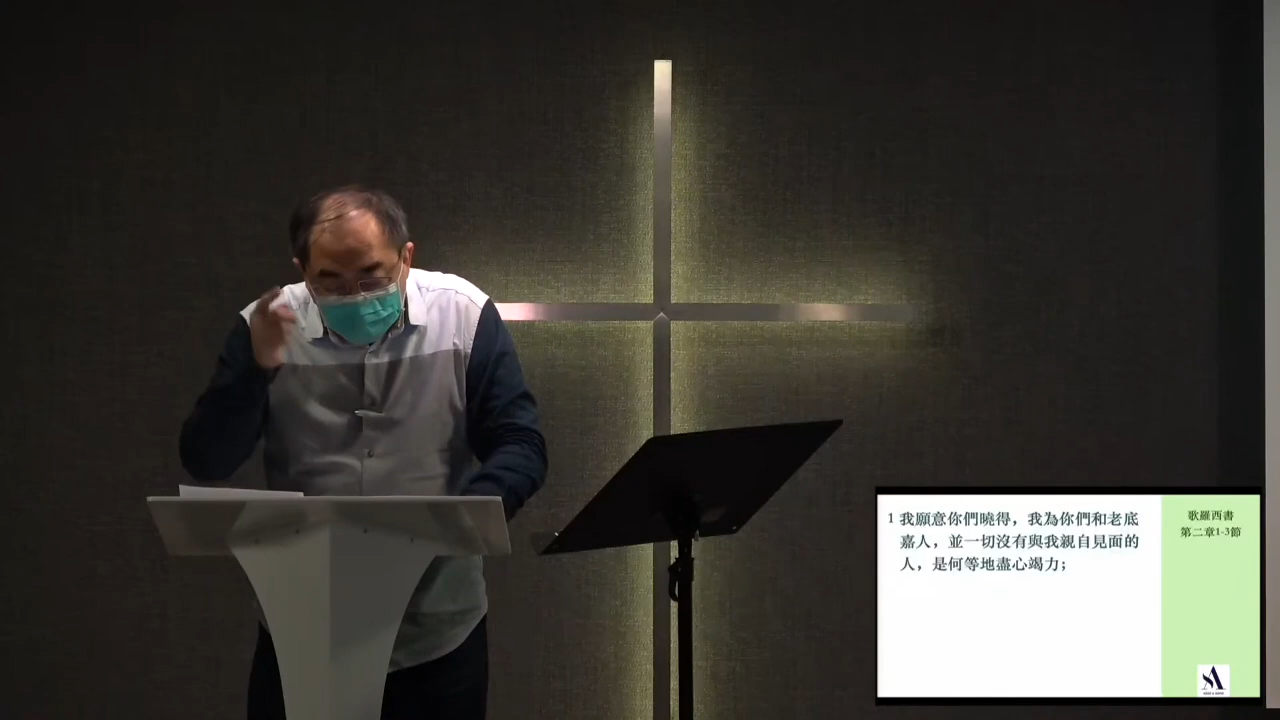 1 我願意你們曉得，我為你們和老底
嘉人，並一切沒有與我親自見面的
人，是何等地盡心竭力；
歌羅西書
第二章1-3節